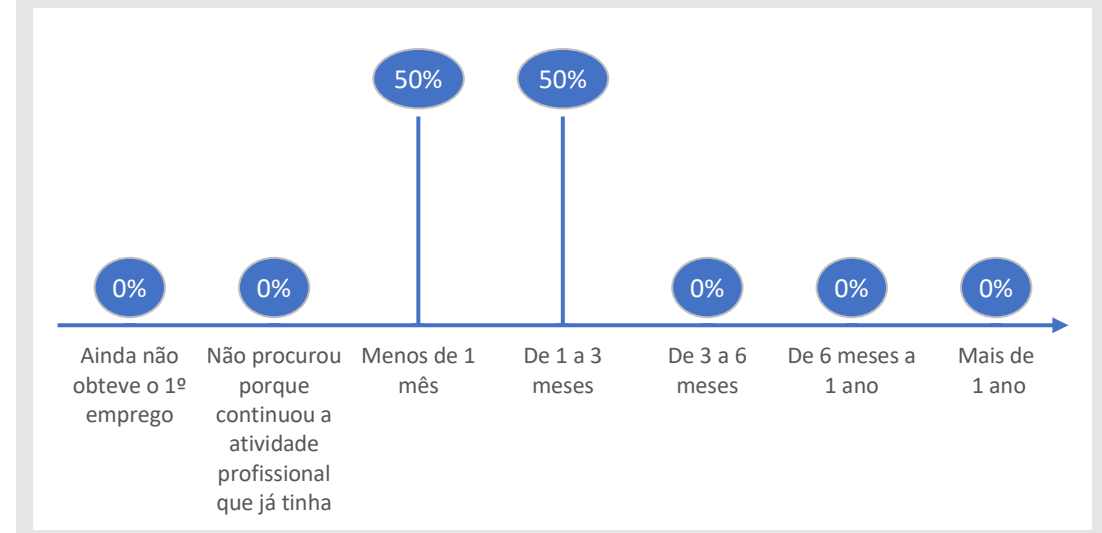 50%
50%
0%
0%
0%
0%
0%
Ainda não
obteve o 1º
emprego
Não procurou
porque
continuou a
atividade
profissional
que já tinha
Menos de 1
mês
De 1 a 3
meses
De 3 a 6
meses
De 6 meses a
1 ano
Mais de
1 ano